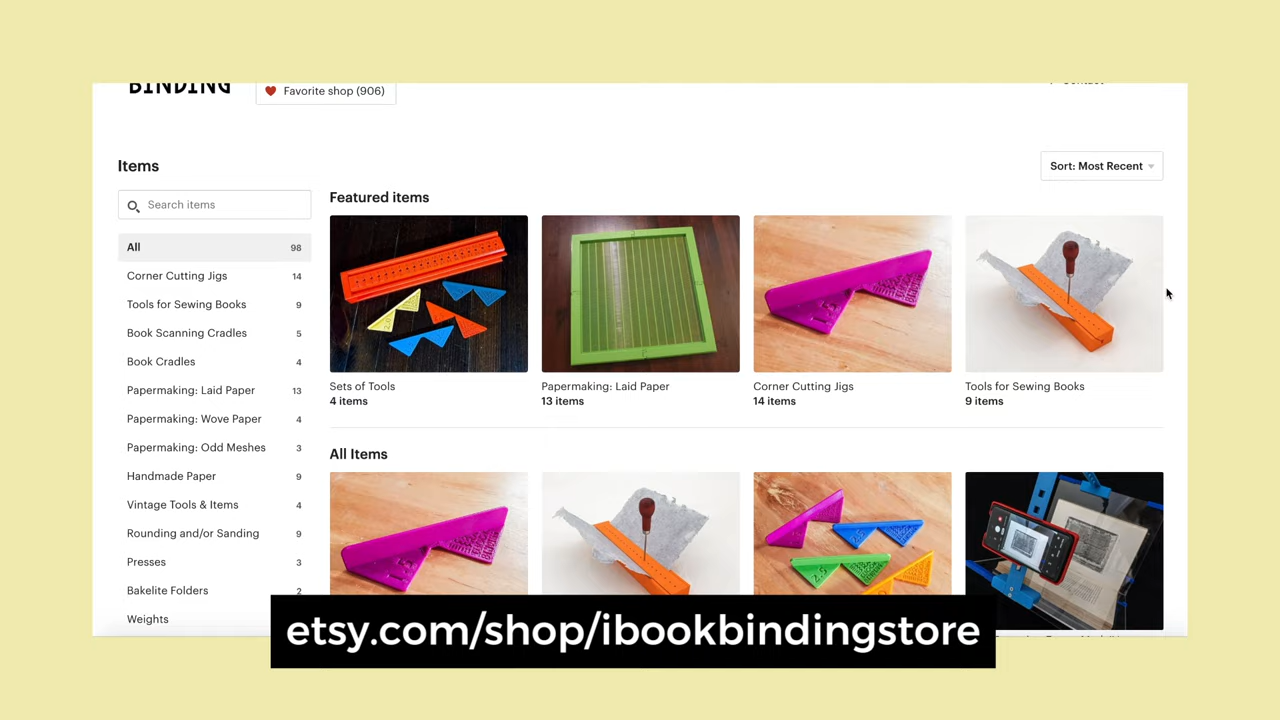 BINDING
Favorite shop (906)
Contact
Items
Sort: Most Recent
Search items
All 98
Corner Cutting Jigs 14
Tools for Sewing Books 9
Book Scanning Cradles 5
Book Cradles 4
Papermaking: Laid Paper 13
Papermaking: Wove Paper 4
Papermaking: Odd Meshes 3
Handmade Paper 9
Vintage Tools & Items 4
Rounding and/or Sanding 9
Presses 3
Bakelite Folders 2
Weights
Featured items
Sets of Tools
4 items
Papermaking: Laid Paper
13 items
Corner Cutting Jigs
14 items
Tools for Sewing Books
9 items
All Items
2.5
etsy.com/shop/ibookbindingstore